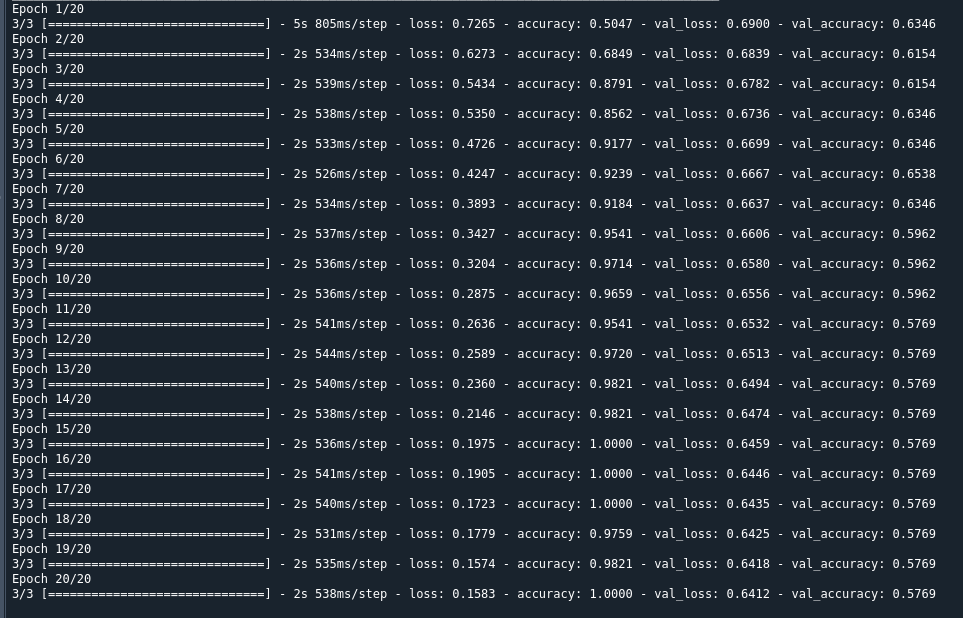 Epoch 1/20
3/3 [==============================] - 5s 805ms/step - loss: 0.7265 - accuracy: 0.5047 - val_loss: 0.6900 - val_accuracy: 0.6346
Epoch 2/20
3/3 [==============================] - 2s 534ms/step - loss: 0.6273 - accuracy: 0.6849 - val_loss: 0.6839 - val_accuracy: 0.6154
Epoch 3/20
3/3 [==============================] - 2s 539ms/step - loss: 0.5434 - accuracy: 0.8791 - val_loss: 0.6782 - val_accuracy: 0.6154
Epoch 4/20
3/3 [==============================] - 2s 538ms/step - loss: 0.5350 - accuracy: 0.8562 - val_loss: 0.6736 - val_accuracy: 0.6346
Epoch 5/20
3/3 [==============================] - 2s 533ms/step - loss: 0.4726 - accuracy: 0.9177 - val_loss: 0.6699 - val_accuracy: 0.6346
Epoch 6/20
3/3 [==============================] - 2s 526ms/step - loss: 0.4247 - accuracy: 0.9239 - val_loss: 0.6667 - val_accuracy: 0.6538
Epoch 7/20
3/3 [==============================] - 2s 534ms/step - loss: 0.3893 - accuracy: 0.9184 - val_loss: 0.6637 - val_accuracy: 0.6346
Epoch 8/20
3/3 [==============================] - 2s 537ms/step - loss: 0.3427 - accuracy: 0.9541 - val_loss: 0.6606 - val_accuracy: 0.5962
Epoch 9/20
3/3 [==============================] - 2s 536ms/step - loss: 0.3204 - accuracy: 0.9714 - val_loss: 0.6580 - val_accuracy: 0.5962
Epoch 10/20
3/3 [==============================] - 2s 536ms/step - loss: 0.2875 - accuracy: 0.9659 - val_loss: 0.6556 - val_accuracy: 0.5962
Epoch 11/20
3/3 [==============================] - 2s 541ms/step - loss: 0.2636 - accuracy: 0.9541 - val_loss: 0.6532 - val_accuracy: 0.5769
Epoch 12/20
3/3 [==============================] - 2s 544ms/step - loss: 0.2589 - accuracy: 0.9720 - val_loss: 0.6513 - val_accuracy: 0.5769
Epoch 13/20
3/3 [==============================] - 2s 540ms/step - loss: 0.2360 - accuracy: 0.9821 - val_loss: 0.6494 - val_accuracy: 0.5769
Epoch 14/20
3/3 [==============================] - 2s 538ms/step - loss: 0.2146 - accuracy: 0.9821 - val_loss: 0.6474 - val_accuracy: 0.5769
Epoch 15/20
3/3 [==============================] - 2s 536ms/step - loss: 0.1975 - accuracy: 1.0000 - val_loss: 0.6459 - val_accuracy: 0.5769
Epoch 16/20
3/3 [==============================] - 2s 541ms/step - loss: 0.1905 - accuracy: 1.0000 - val_loss: 0.6446 - val_accuracy: 0.5769
Epoch 17/20
3/3 [==============================] - 2s 540ms/step - loss: 0.1723 - accuracy: 1.0000 - val_loss: 0.6435 - val_accuracy: 0.5769
Epoch 18/20
3/3 [==============================] - 2s 531ms/step - loss: 0.1779 - accuracy: 0.9759 - val_loss: 0.6425 - val_accuracy: 0.5769
Epoch 19/20
3/3 [==============================] - 2s 535ms/step - loss: 0.1574 - accuracy: 0.9821 - val_loss: 0.6418 - val_accuracy: 0.5769
Epoch 20/20
3/3 [==============================] - 2s 538ms/step - loss: 0.1583 - accuracy: 1.0000 - val_loss: 0.6412 - val_accuracy: 0.5769